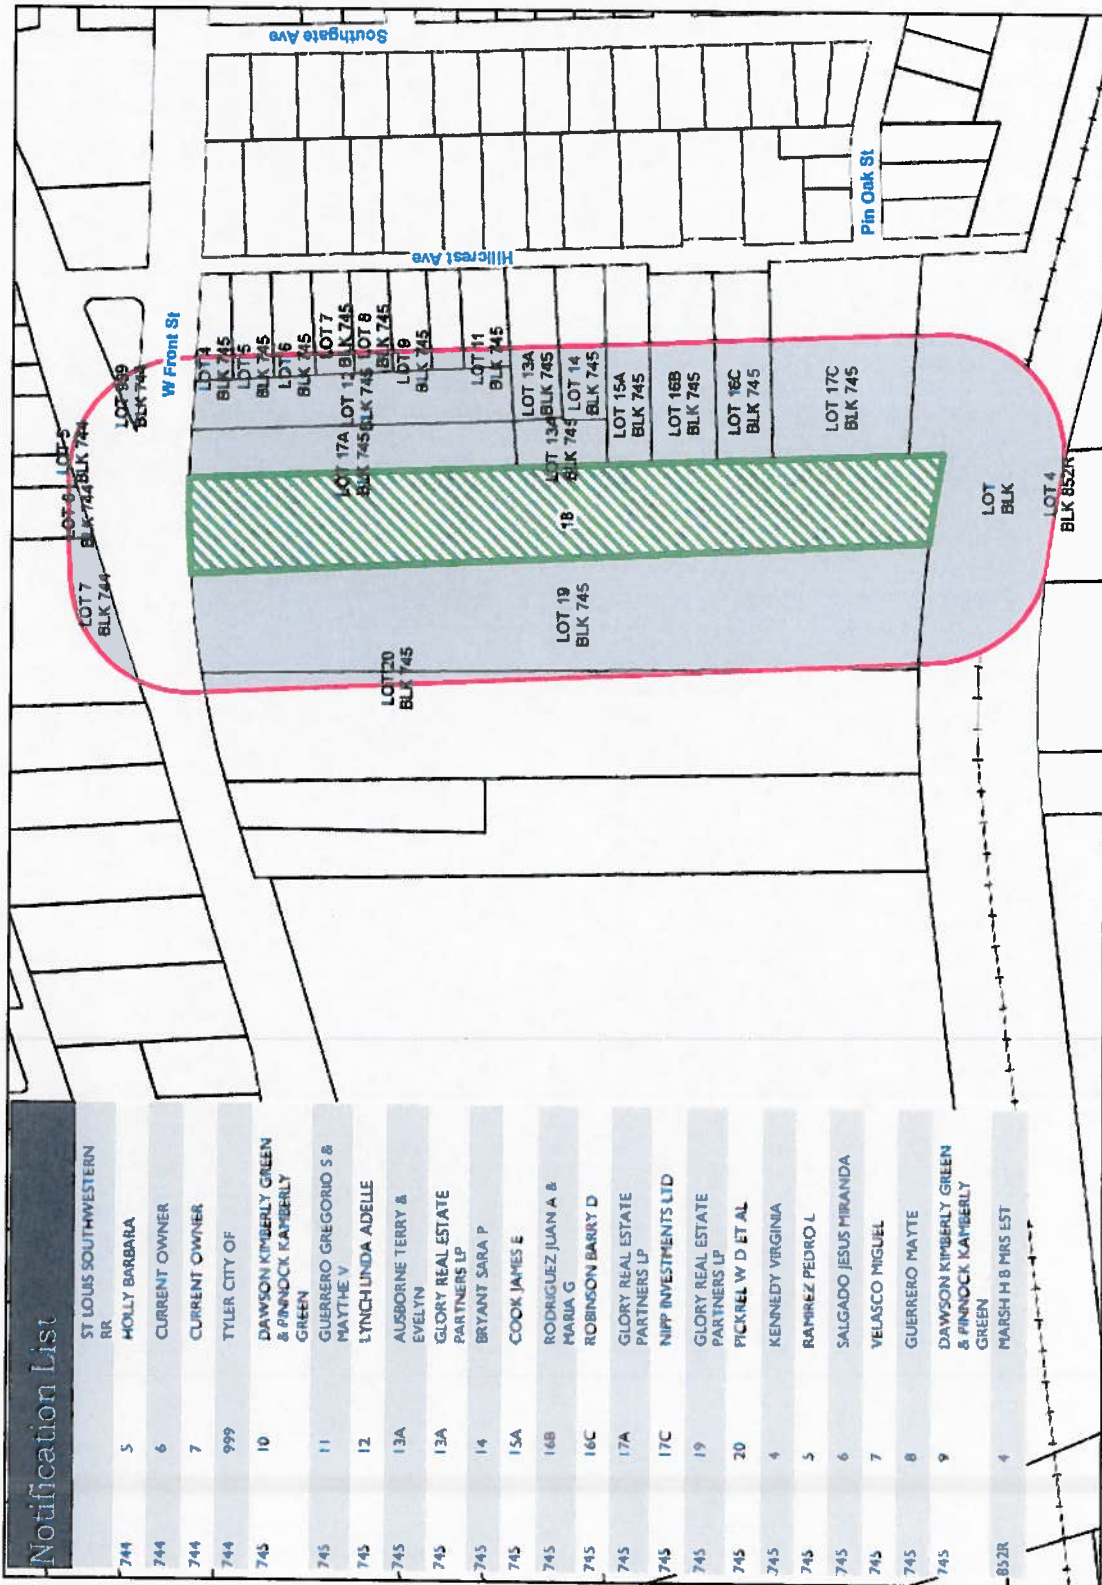 Notification List
ST LOUIS SOUTHWESTERN
RR
744 5 HOLLY BARBARA
744 6 CURRENT OWNER
744 7 CURRENT OWNER
744 999 TYLER CITY OF
745 10 DAWSON KIMBERLY GREEN
& PINNOCK KAMBERLY
GREEN
745 11 GUERRERO GREGORIO S &
MAYTHE V
745 12 LYNCH LINDA ADELLE
745 13A AUSBORNE TERRY &
EVELYN
745 13A GLORY REAL ESTATE
PARTNERS LP
745 14 BRYANT SARA P
745 15A COOK JAMES E
745 16B RODRIGUEZ JUAN A &
MARIA G
745 16C ROBINSON BARRY D
745 17A GLORY REAL ESTATE
PARTNERS LP
745 17C NIPP INVESTMENTS LTD
745 19 GLORY REAL ESTATE
PARTNERS LP
745 20 PICKREL W D ET AL
745 4 KENNEDY VIRGINIA
745 5 RAMIREZ PEDRO L
745 6 SALGADO JESUS MIRANDA
745 7 VELASCO MIGUEL
745 8 GUERRERO MAYTE
745 9 DAWSON KIMBERLY GREEN
& PINNOCK KAMBERLY
GREEN
852R 4 MARSH H B MRS EST
Southgate Ave
Hillcrest Ave
Pin Oak St
W Front St
LOT 7
BLK 744
LOT 6
BLK 744
LOT 5
BLK 744
LOT 999
BLK 744
LOT 4
BLK 745
LOT 5
BLK 745
LOT 6
BLK 745
LOT 7
BLK 745
LOT 8
BLK 745
LOT 9
BLK 745
LOT 11
BLK 745
LOT 12
BLK 745
LOT 17A
BLK 745
LOT 13A
BLK 745
LOT 13A
BLK 745
LOT 14
BLK 745
LOT 15A
BLK 745
LOT 16B
BLK 745
LOT 16C
BLK 745
LOT 17C
BLK 745
18
LOT 19
BLK 745
LOT 20
BLK 745
LOT
BLK
LOT 4
BLK 852R